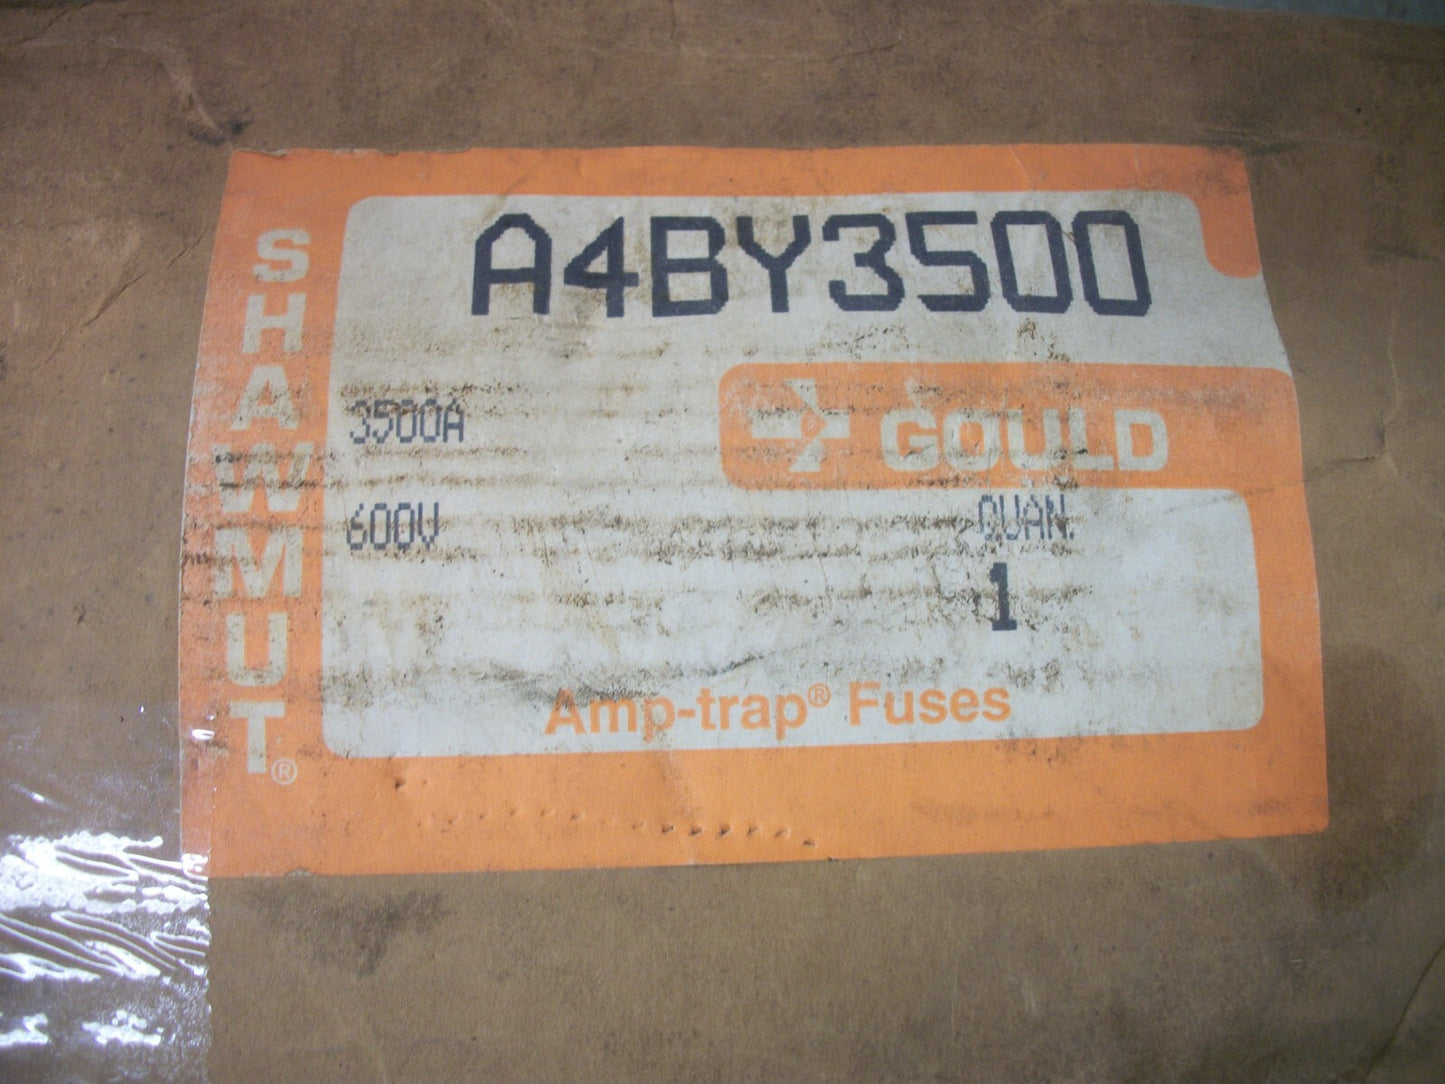 SHAWMUT®
A4BY3500
3500A
GOULD
600V
QUAN.
1
Amp-trap® Fuses